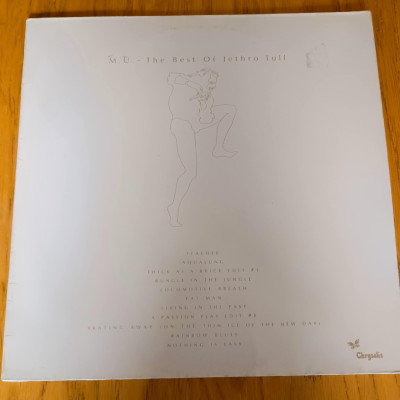 M.U. - The Best Of Jethro Tull
TEACHER
AQUALUNG
THICK AS A BRICK EDIT #1
BUNGLE IN THE JUNGLE
LOCOMOTIVE BREATH
FAT MAN
LIVING IN THE PAST
A PASSION PLAY EDIT #8
SKATING AWAY (ON THE THIN ICE OF THE NEW DAY)
RAINBOW BLUES
NOTHING IS EASY
Chrysalis